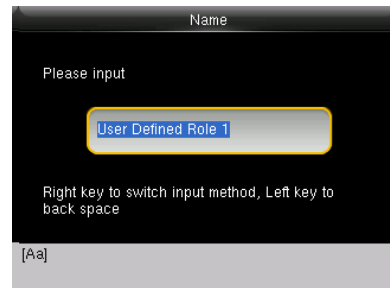 Name
Please input
User Defined Role 1
Right key to switch input method, Left key to
back space
[Aa]